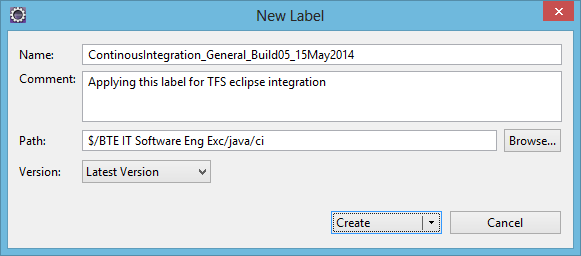 New Label
Name: ContinousIntegration_General_Build05_15May2014
Comment: Applying this label for TFS eclipse integration
Path: $/BTE IT Software Eng Exc/java/ci Browse...
Version: Latest Version
Create Cancel